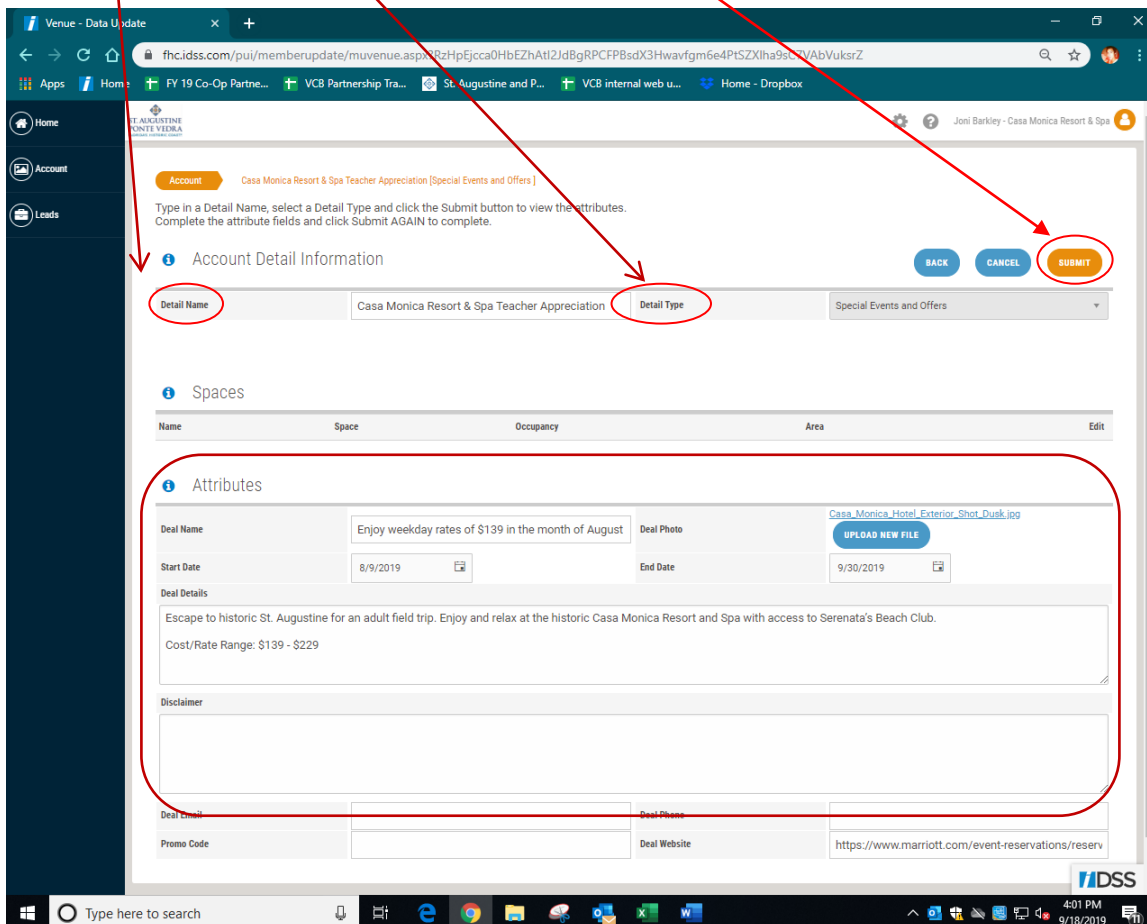 Venue - Data Update
fhc.idss.com/pui/memberupdate/muvenue.aspx
Apps Home FY 19 Co-Op Partne... VCB Partnership Tra... St. Augustine and P... VCB internal web u... Home - Dropbox
Home
ST. AUGUSTINE
PONTE VEDRA
Joni Barkley - Casa Monica Resort & Spa
Account
Leads
Account Casa Monica Resort & Spa Teacher Appreciation [Special Events and Offers ]
Type in a Detail Name, select a Detail Type and click the Submit button to view the attributes.
Complete the attribute fields and click Submit AGAIN to complete.
Account Detail Information
BACK CANCEL SUBMIT
Detail Name Casa Monica Resort & Spa Teacher Appreciation Detail Type Special Events and Offers
Spaces
Name Space Occupancy Area Edit
Attributes
Deal Name Enjoy weekday rates of $139 in the month of August Deal Photo Casa_Monica_Hotel_Exterior_Shot_Dusk.jpg
UPLOAD NEW FILE
Start Date 8/9/2019 End Date 9/30/2019
Deal Details
Escape to historic St. Augustine for an adult field trip. Enjoy and relax at the historic Casa Monica Resort and Spa with access to Serenata's Beach Club.
Cost/Rate Range: $139 - $229
Disclaimer
Deal Email Deal Phone
Promo Code Deal Website https://www.marriott.com/event-reservations/reserv
iDSS
Type here to search
4:01 PM
9/18/2019